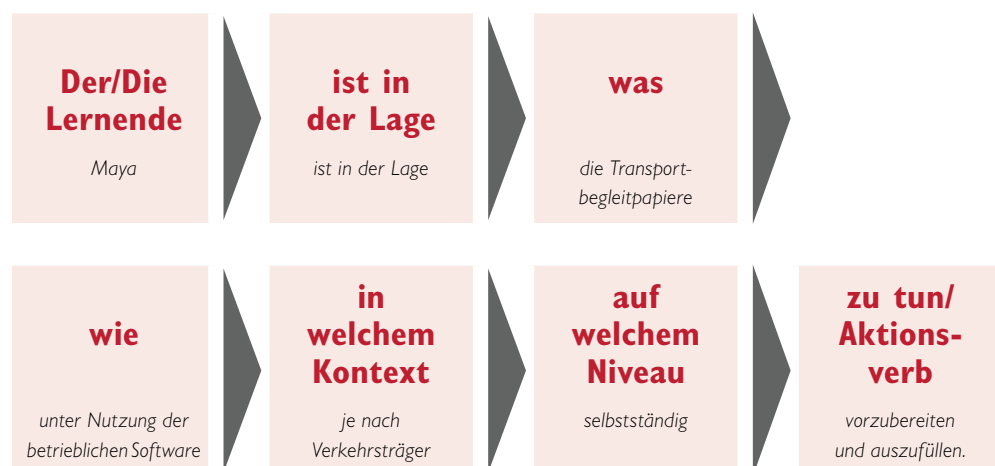 Der/Die
Lernende
Maya
ist in
der Lage
ist in der Lage
was
die Transport-
begleitpapiere
wie
unter Nutzung der
betrieblichen Software
in
welchem
Kontext
je nach
Verkehrsträger
auf
welchem
Niveau
selbstständig
zu tun/
Aktions-
verb
vorzubereiten
und auszufüllen.